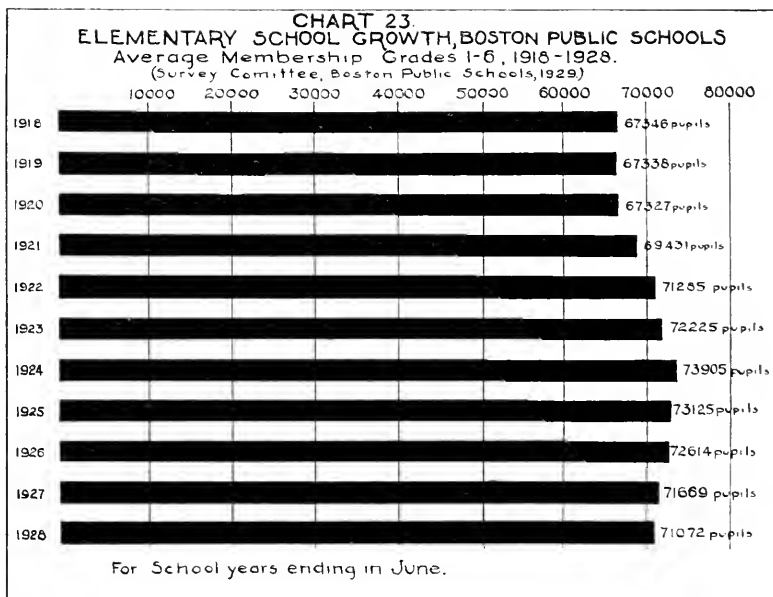 CHART 23.
ELEMENTARY SCHOOL GROWTH, BOSTON PUBLIC SCHOOLS
Average Membership Grades 1-6, 1918-1928.
(Survey Comittee, Boston Public Schools, 1929.)
10000 20000 30000 40000 50000 60000 70000 80000
1918 67346 pupils
1919 67338 pupils
1920 67327 pupils
1921 69431 pupils
1922 71285 pupils
1923 72225 pupils
1924 73905 pupils
1925 73125 pupils
1926 72614 pupils
1927 71669 pupils
1928 71072 pupils
For School years ending in June.